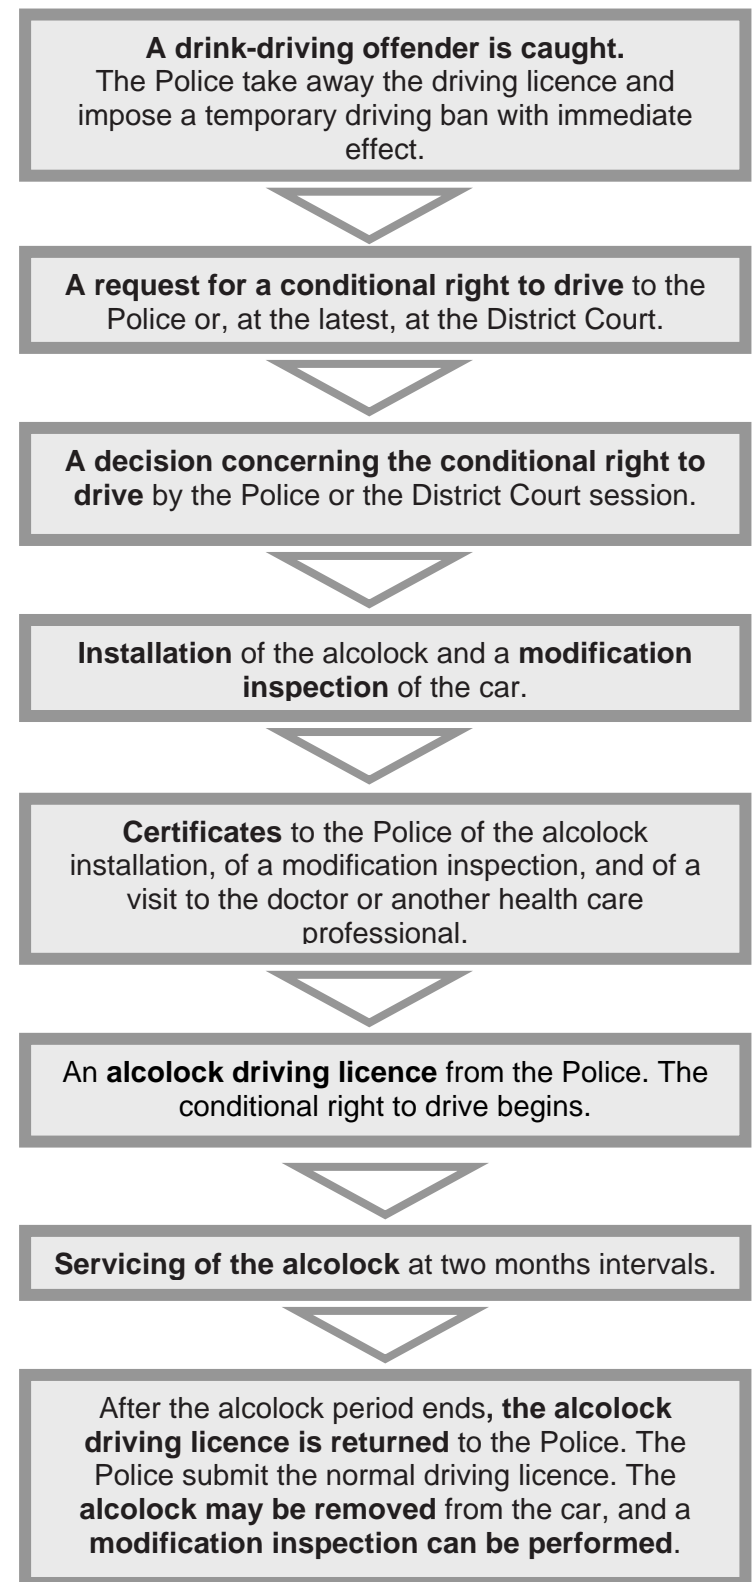 A drink-driving offender is caught.
The Police take away the driving licence and
impose a temporary driving ban with immediate
effect.
A request for a conditional right to drive to the
Police or, at the latest, at the District Court.
A decision concerning the conditional right to
drive by the Police or the District Court session.
Installation of the alcolock and a modification
inspection of the car.
Certificates to the Police of the alcolock
installation, of a modification inspection, and of a
visit to the doctor or another health care
professional.
An alcolock driving licence from the Police. The
conditional right to drive begins.
Servicing of the alcolock at two months intervals.
After the alcolock period ends, the alcolock
driving licence is returned to the Police. The
Police submit the normal driving licence. The
alcolock may be removed from the car, and a
modification inspection can be performed.